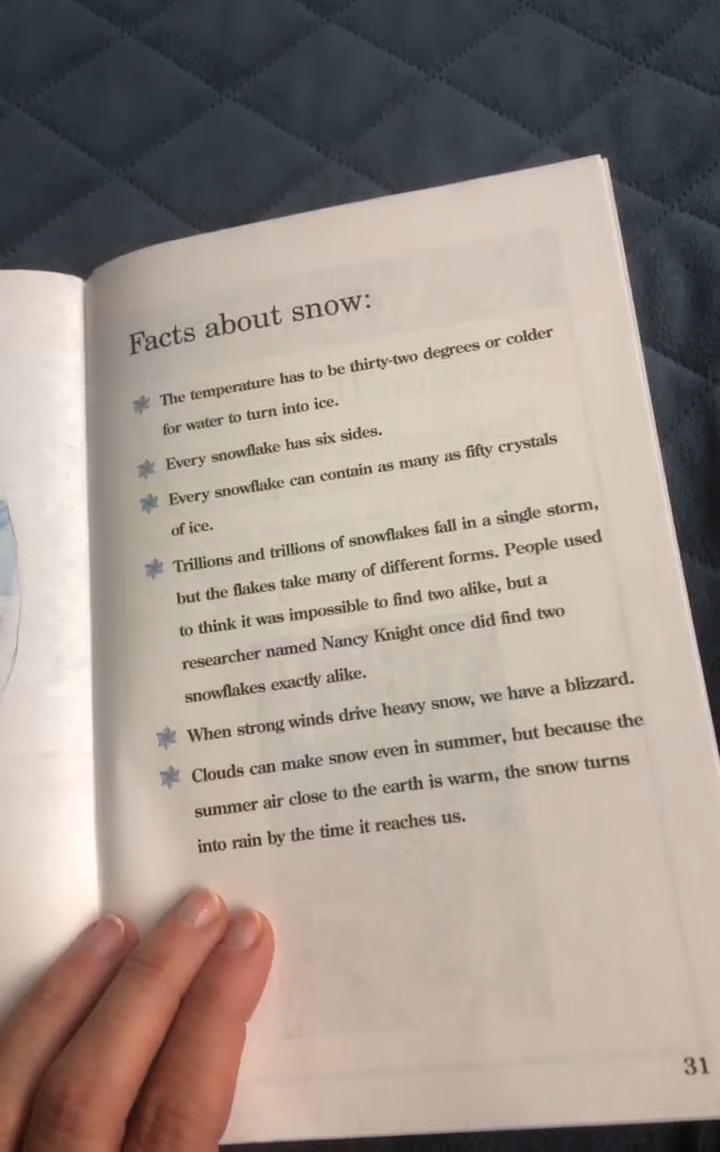 Facts about snow:
The temperature has to be thirty-two degrees or colder
for water to turn into ice.
Every snowflake has six sides.
Every snowflake can contain as many as fifty crystals
of ice.
Trillions and trillions of snowflakes fall in a single storm,
but the flakes take many of different forms. People used
to think it was impossible to find two alike, but a
researcher named Nancy Knight once did find two
snowflakes exactly alike.
When strong winds drive heavy snow, we have a blizzard.
Clouds can make snow even in summer, but because the
summer air close to the earth is warm, the snow turns
into rain by the time it reaches us.
31